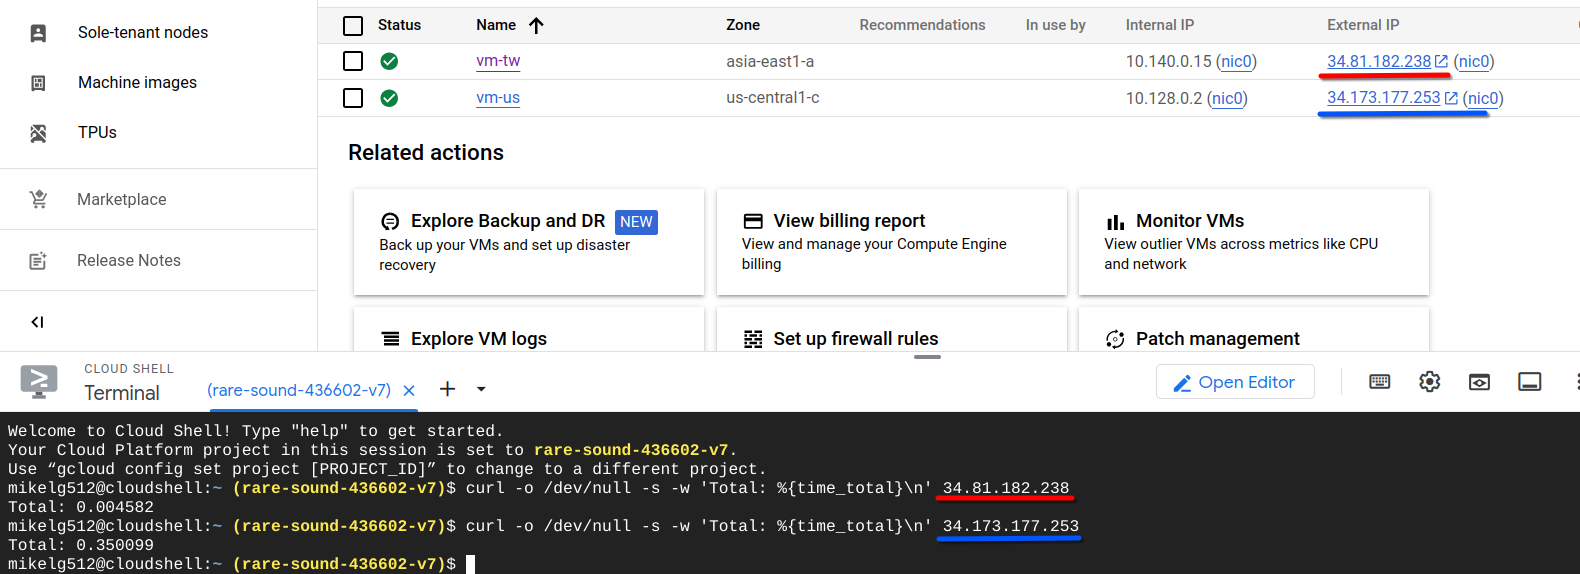 Sole-tenant nodes
Machine images
TPUs
Marketplace
Release Notes
Status Name Zone Recommendations In use by Internal IP External IP
vm-tw asia-east1-a 10.140.0.15 (nic0) 34.81.182.238 (nic0)
vm-us us-central1-c 10.128.0.2 (nic0) 34.173.177.253 (nic0)
Related actions
Explore Backup and DR NEW
Back up your VMs and set up disaster
recovery
View billing report
View and manage your Compute Engine
billing
Monitor VMs
View outlier VMs across metrics like CPU
and network
Explore VM logs
Set up firewall rules
Patch management
CLOUD SHELL
Terminal
(rare-sound-436602-v7)
Open Editor
Welcome to Cloud Shell! Type "help" to get started.
Your Cloud Platform project in this session is set to rare-sound-436602-v7.
Use “gcloud config set project [PROJECT_ID]” to change to a different project.
mikelg512@cloudshell:~ (rare-sound-436602-v7)$ curl -o /dev/null -s -w 'Total: %{time_total}\n' 34.81.182.238
Total: 0.004582
mikelg512@cloudshell:~ (rare-sound-436602-v7)$ curl -o /dev/null -s -w 'Total: %{time_total}\n' 34.173.177.253
Total: 0.350099
mikelg512@cloudshell:~ (rare-sound-436602-v7)$